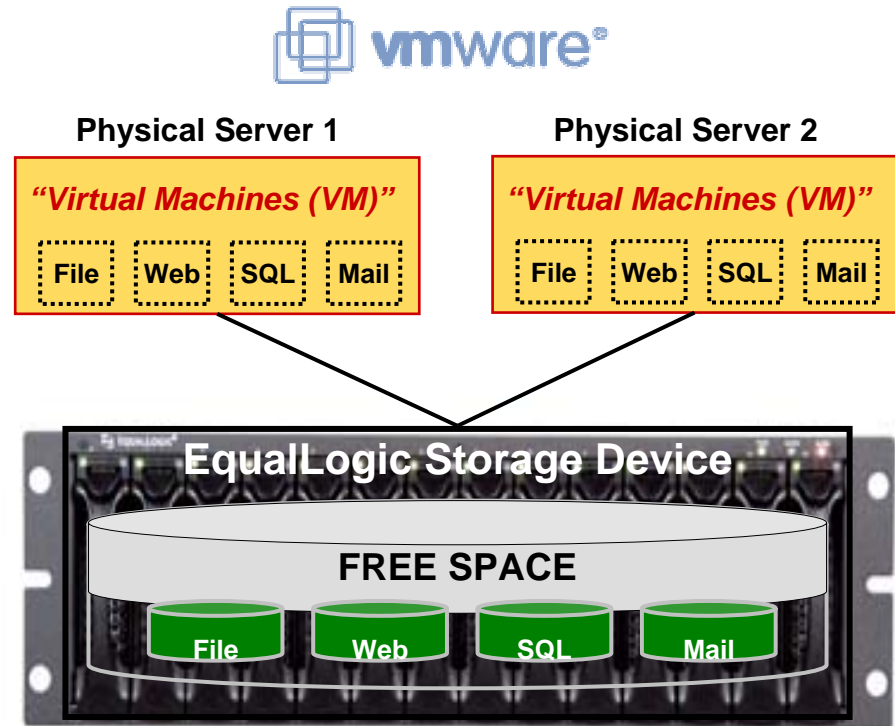 vmware®
Physical Server 1
Physical Server 2
“Virtual Machines (VM)”
“Virtual Machines (VM)”
File Web SQL Mail
File Web SQL Mail
EQUALLOGIC
EqualLogic Storage Device
FREE SPACE
File Web SQL Mail